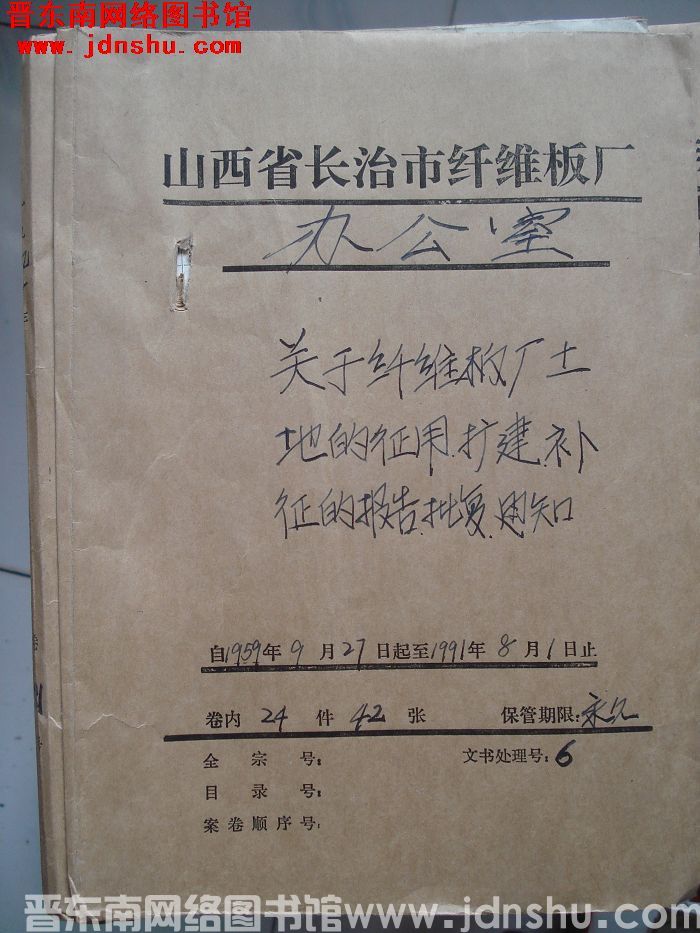 晋东南网络图书馆
www.jdnshu.com
山西省长治市纤维板厂
办公室
关于纤维板厂土
地的征用.扩建.补
征的报告.批复.通知
自1959年9月27日起至1991年8月1日止
卷内24件42张 保管期限:永久
全宗号: 文书处理号:6
目录号:
案卷顺序号:
晋东南网络图书馆 www.jdnshu.com